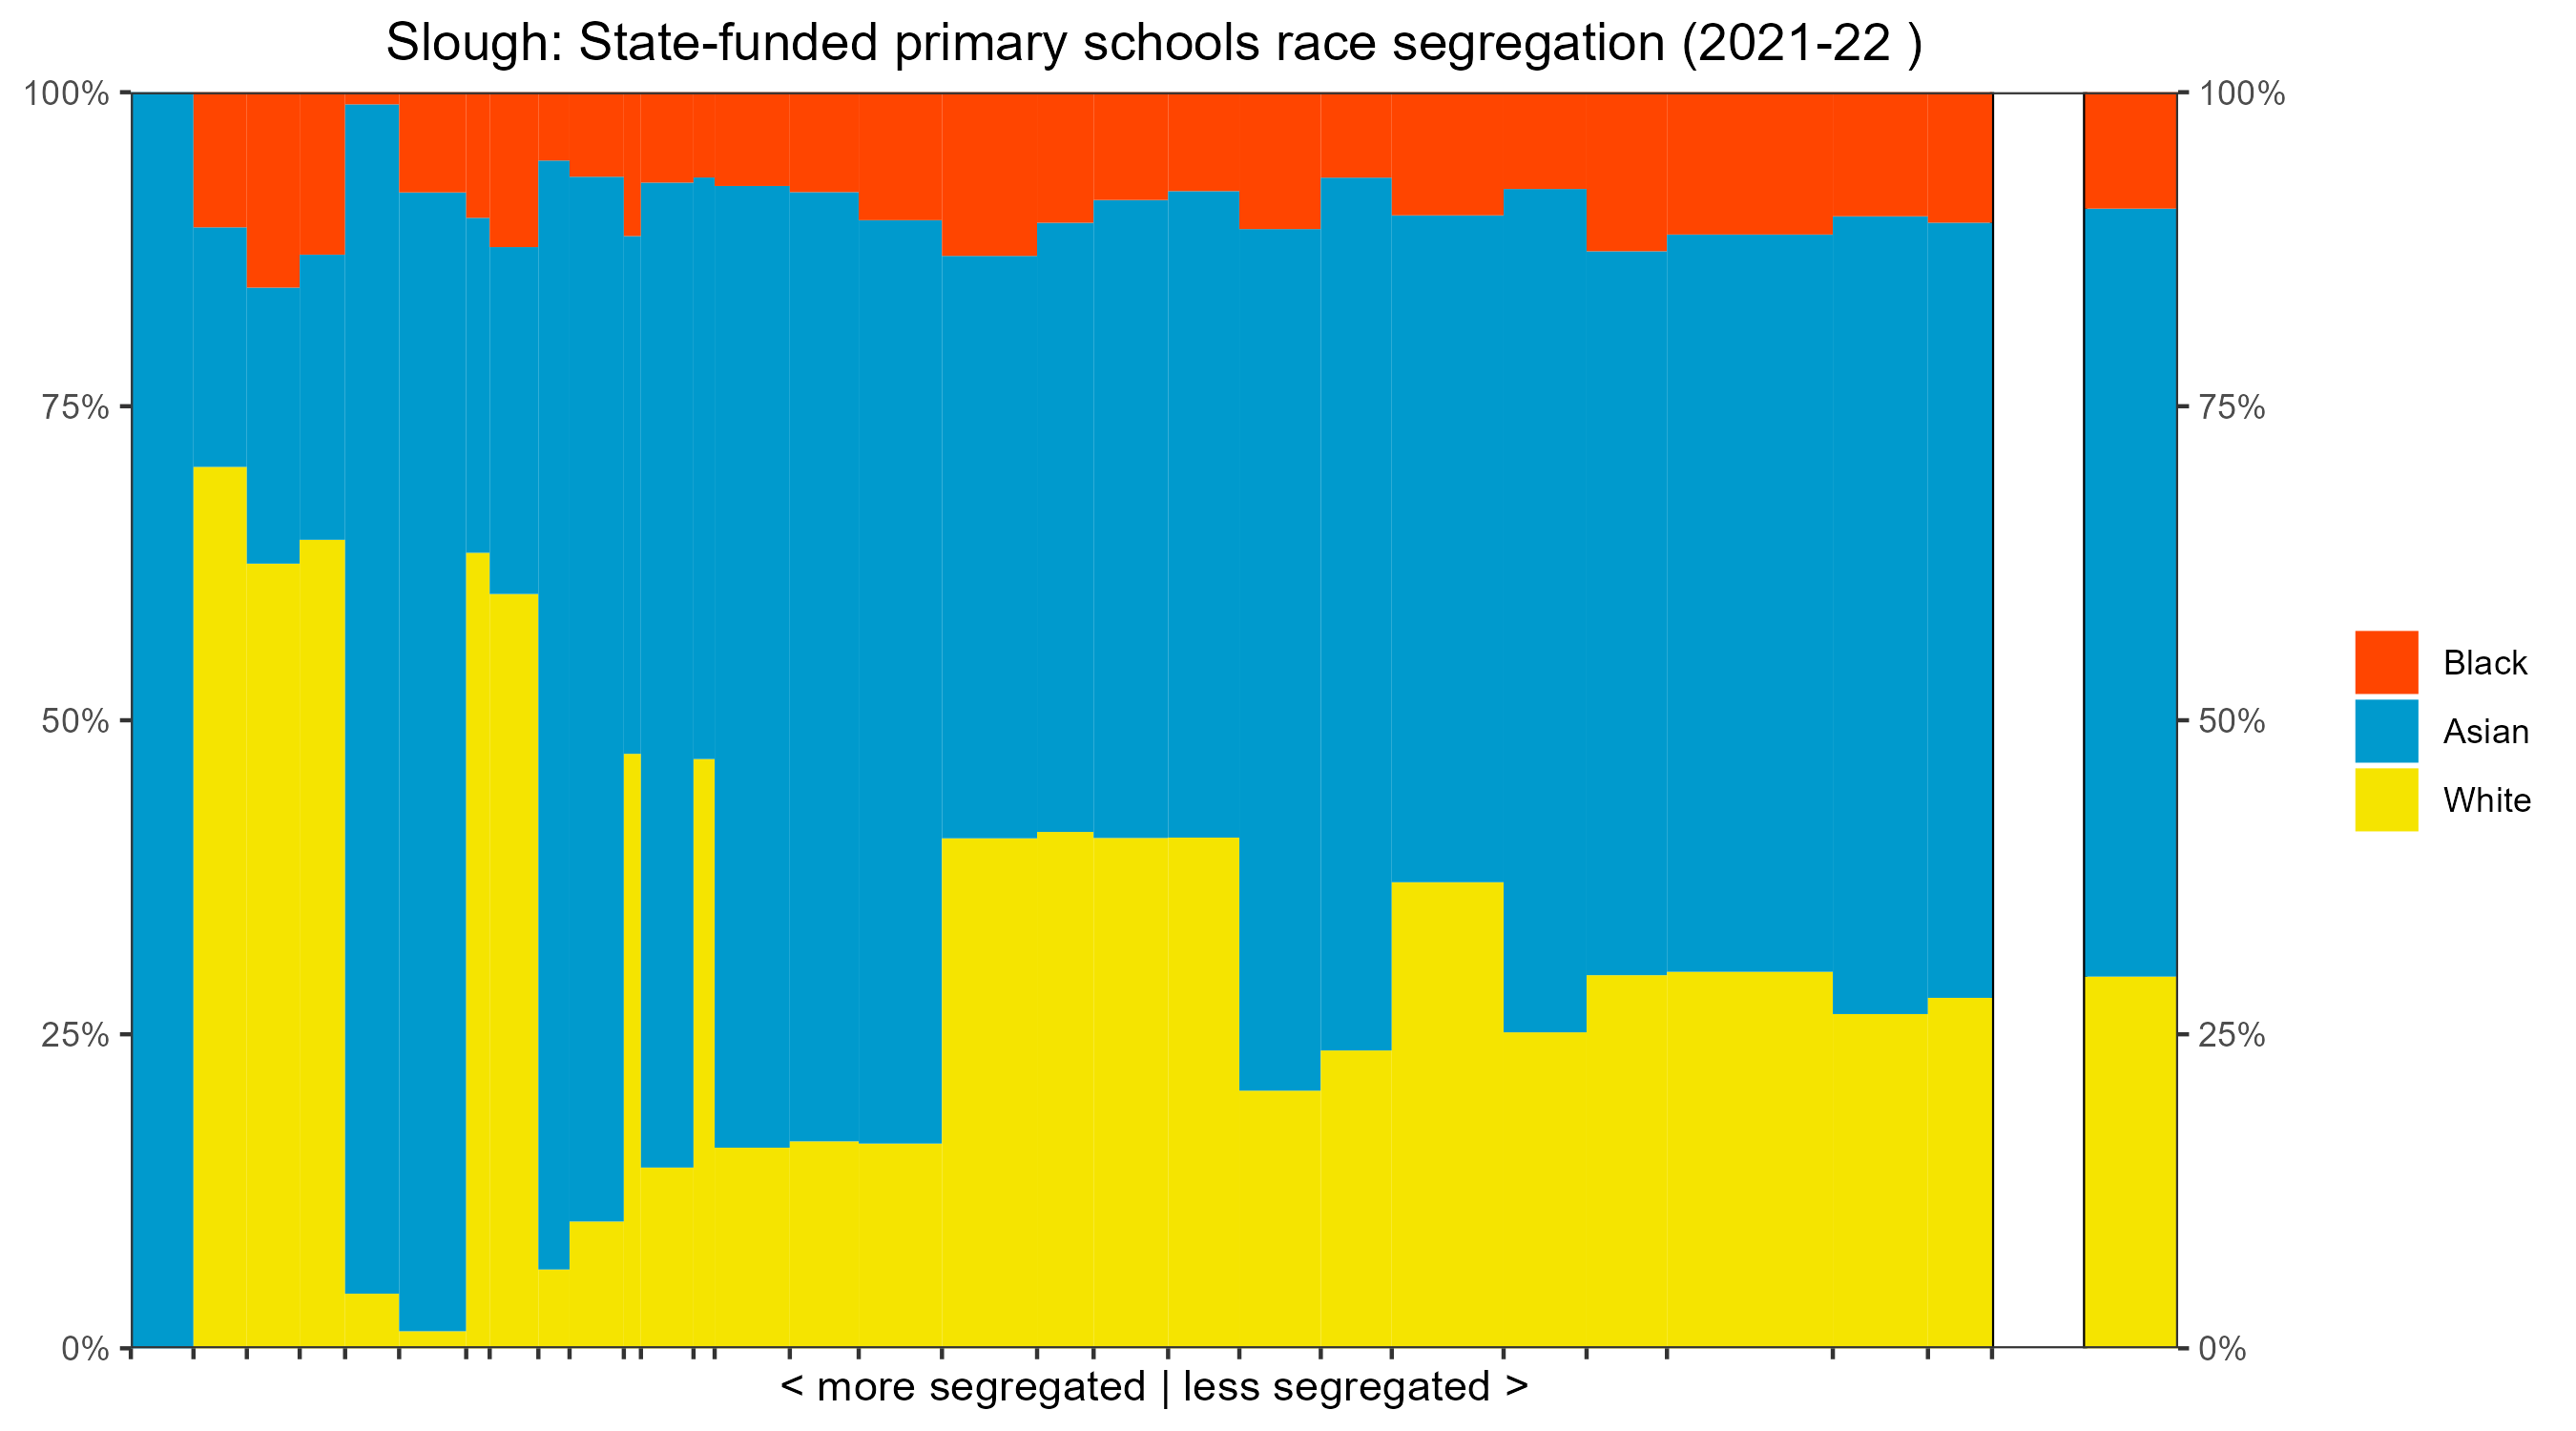 Slough: State-funded primary schools race segregation (2021-22 )
100%
100%
75%
75%
50%
50%
25%
25%
0%
0%
Black
Asian
White
< more segregated | less segregated >